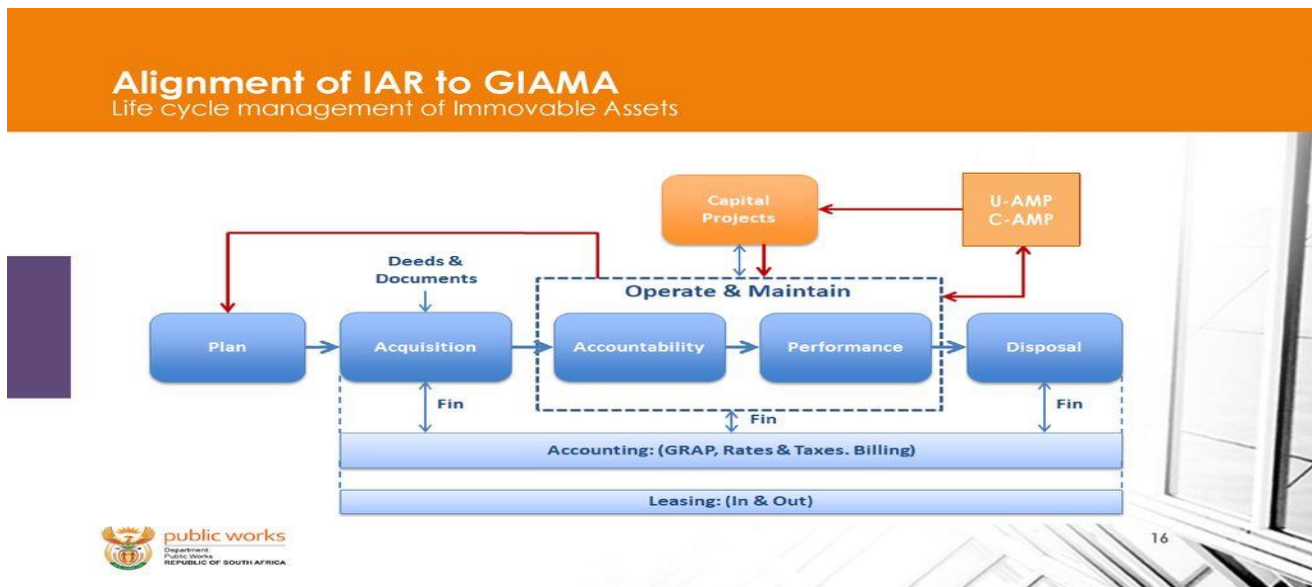 Alignment of IAR to GIAMA
Life cycle management of Immovable Assets
Capital
Projects
U-AMP
C-AMP
Deeds &
Documents
Operate & Maintain
Plan
Acquisition
Accountability
Performance
Disposal
Fin
Fin
Fin
Accounting: (GRAP, Rates & Taxes. Billing)
Leasing: (In & Out)
public works
Department:
Public Works
REPUBLIC OF SOUTH AFRICA
16